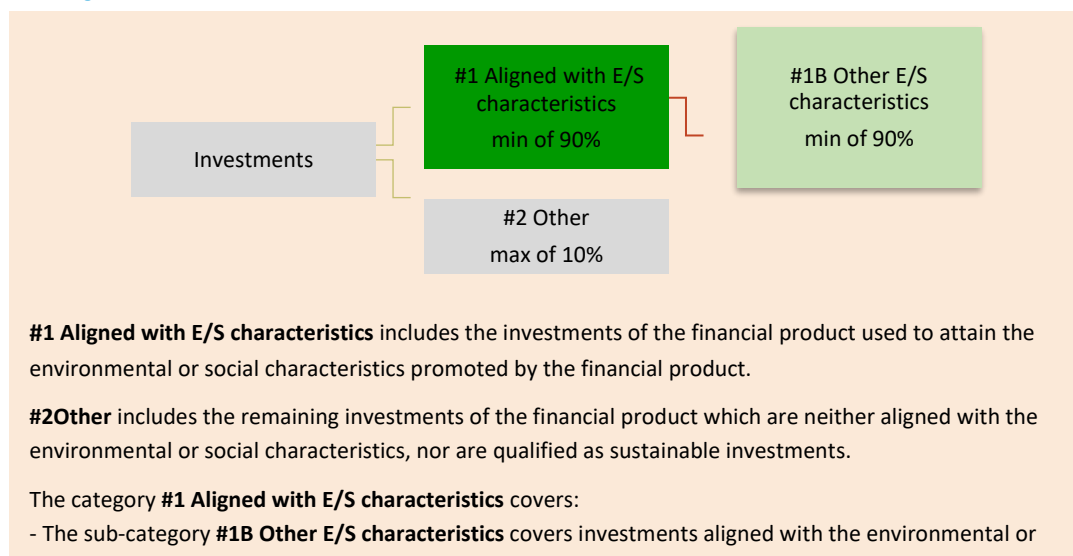 #1 Aligned with E/S
characteristics
min of 90%
#1B Other E/S
characteristics
min of 90%
Investments
#2 Other
max of 10%
#1 Aligned with E/S characteristics includes the investments of the financial product used to attain the
environmental or social characteristics promoted by the financial product.
#2Other includes the remaining investments of the financial product which are neither aligned with the
environmental or social characteristics, nor are qualified as sustainable investments.
The category #1 Aligned with E/S characteristics covers:
- The sub-category #1B Other E/S characteristics covers investments aligned with the environmental or